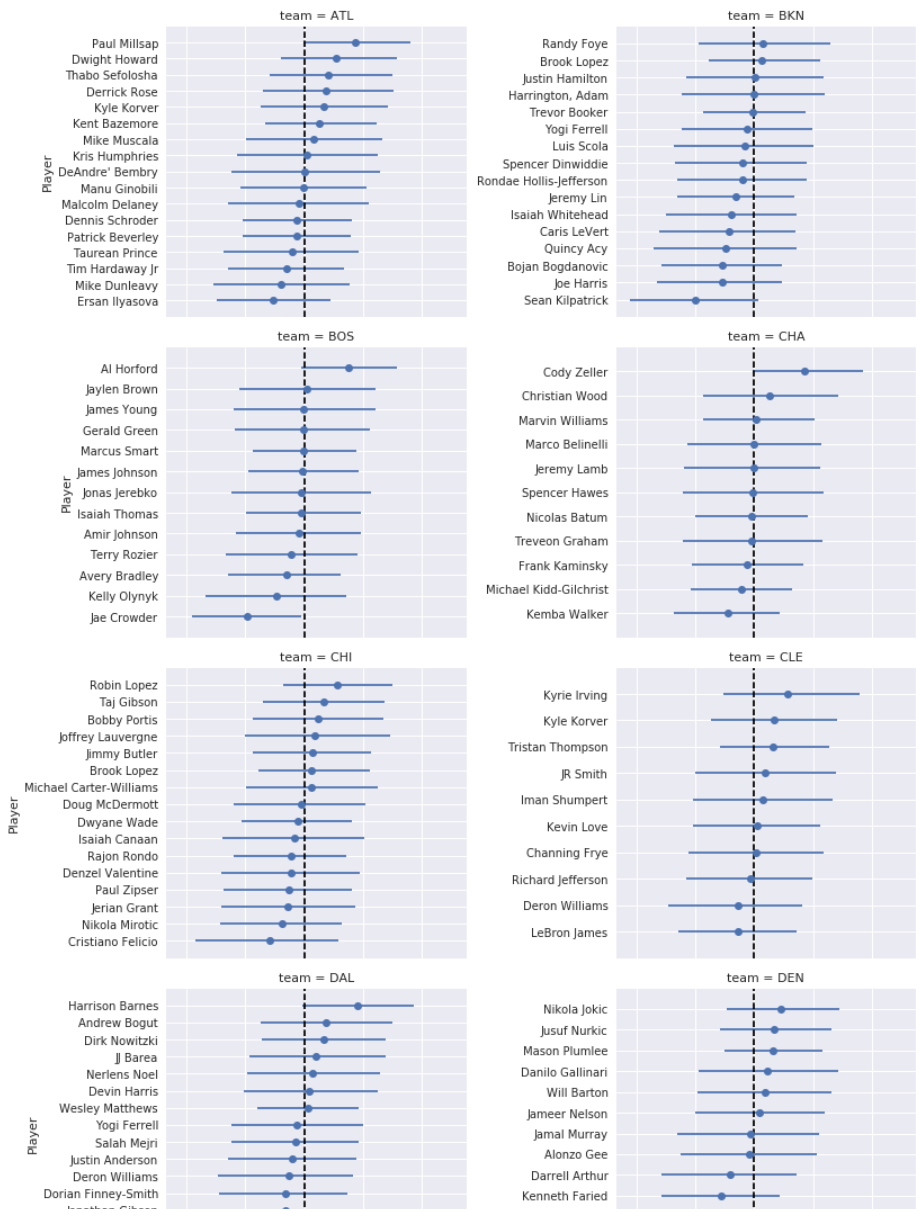 team = ATL
Player
Paul Millsap
Dwight Howard
Thabo Sefolosha
Derrick Rose
Kyle Korver
Kent Bazemore
Mike Muscala
Kris Humphries
DeAndre' Bembry
Manu Ginobili
Malcolm Delaney
Dennis Schroder
Patrick Beverley
Taurean Prince
Tim Hardaway Jr
Mike Dunleavy
Ersan Ilyasova
team = BKN
Randy Foye
Brook Lopez
Justin Hamilton
Harrington, Adam
Trevor Booker
Yogi Ferrell
Luis Scola
Spencer Dinwiddie
Rondae Hollis-Jefferson
Jeremy Lin
Isaiah Whitehead
Caris LeVert
Quincy Acy
Bojan Bogdanovic
Joe Harris
Sean Kilpatrick
team = BOS
Player
Al Horford
Jaylen Brown
James Young
Gerald Green
Marcus Smart
James Johnson
Jonas Jerebko
Isaiah Thomas
Amir Johnson
Terry Rozier
Avery Bradley
Kelly Olynyk
Jae Crowder
team = CHA
Cody Zeller
Christian Wood
Marvin Williams
Marco Belinelli
Jeremy Lamb
Spencer Hawes
Nicolas Batum
Treveon Graham
Frank Kaminsky
Michael Kidd-Gilchrist
Kemba Walker
team = CHI
Player
Robin Lopez
Taj Gibson
Bobby Portis
Joffrey Lauvergne
Jimmy Butler
Brook Lopez
Michael Carter-Williams
Doug McDermott
Dwyane Wade
Isaiah Canaan
Rajon Rondo
Denzel Valentine
Paul Zipser
Jerian Grant
Nikola Mirotic
Cristiano Felicio
team = CLE
Kyrie Irving
Kyle Korver
Tristan Thompson
JR Smith
Iman Shumpert
Kevin Love
Channing Frye
Richard Jefferson
Deron Williams
LeBron James
team = DAL
Player
Harrison Barnes
Andrew Bogut
Dirk Nowitzki
JJ Barea
Nerlens Noel
Devin Harris
Wesley Matthews
Yogi Ferrell
Salah Mejri
Justin Anderson
Deron Williams
Dorian Finney-Smith
Jonathan Gibson
team = DEN
Nikola Jokic
Jusuf Nurkic
Mason Plumlee
Danilo Gallinari
Will Barton
Jameer Nelson
Jamal Murray
Alonzo Gee
Darrell Arthur
Kenneth Faried